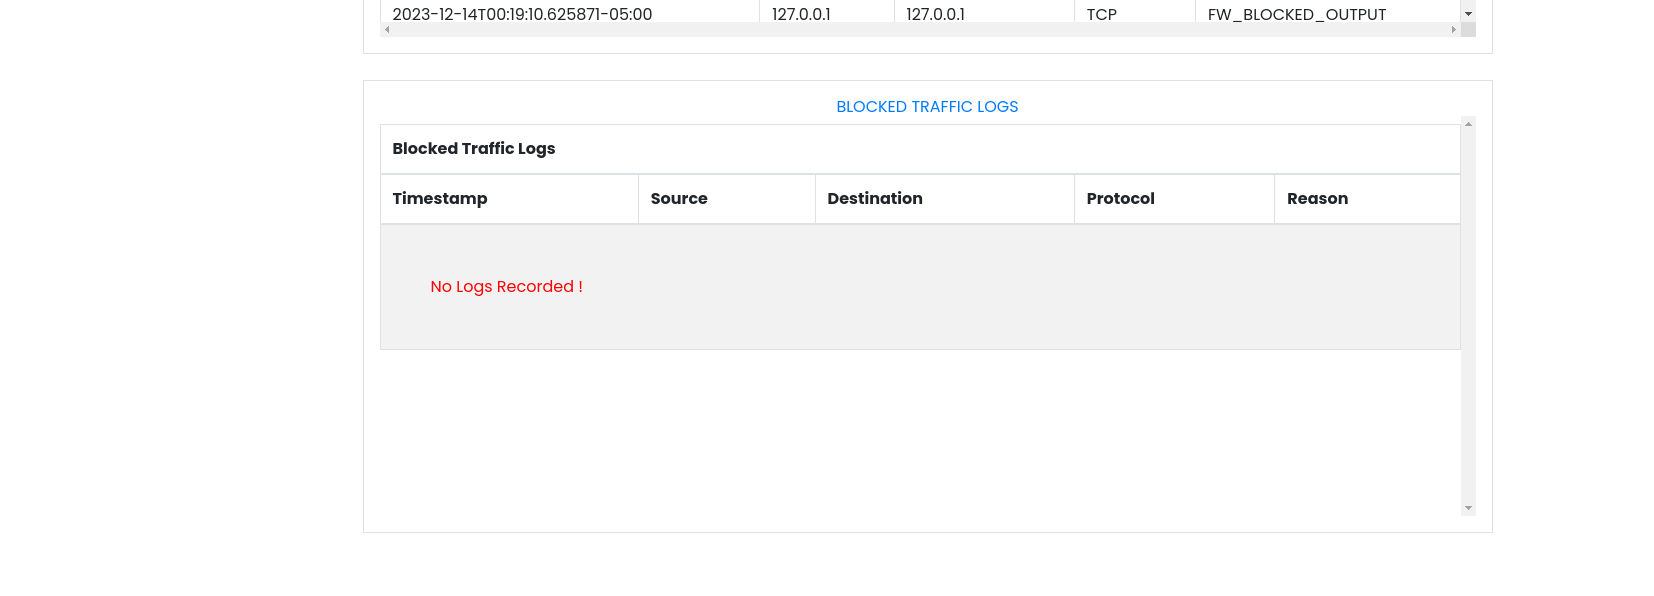 2023-12-14T00:19:10.625871-05:00 127.0.0.1 127.0.0.1 TCP FW_BLOCKED_OUTPUT
BLOCKED TRAFFIC LOGS
Blocked Traffic Logs
Timestamp Source Destination Protocol Reason
No Logs Recorded !